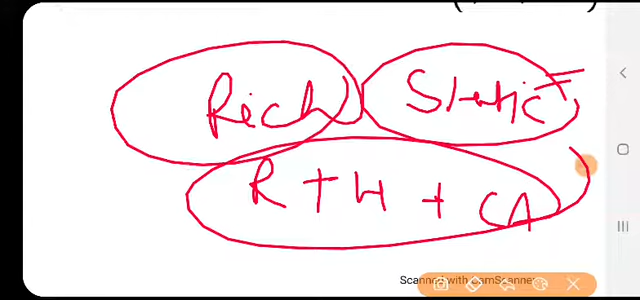 Rich Static
R + H + CA
Scanned with CamScanner